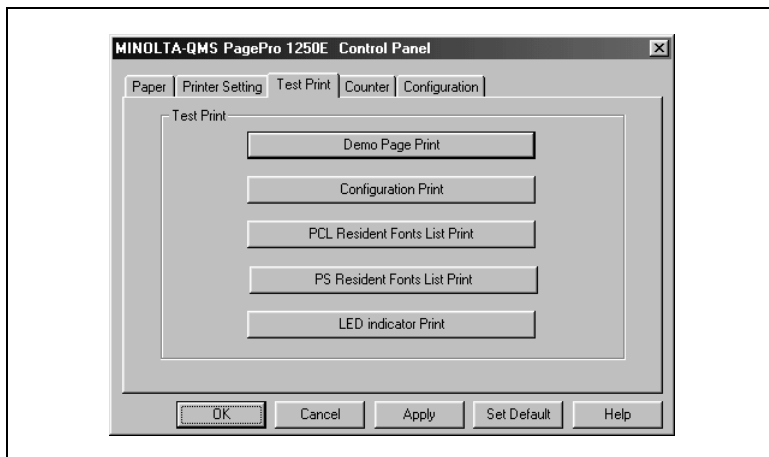 MINOLTA-QMS PagePro 1250E Control Panel
Paper Printer Setting Test Print Counter Configuration
Test Print
Demo Page Print
Configuration Print
PCL Resident Fonts List Print
PS Resident Fonts List Print
LED indicator Print
OK Cancel Apply Set Default Help